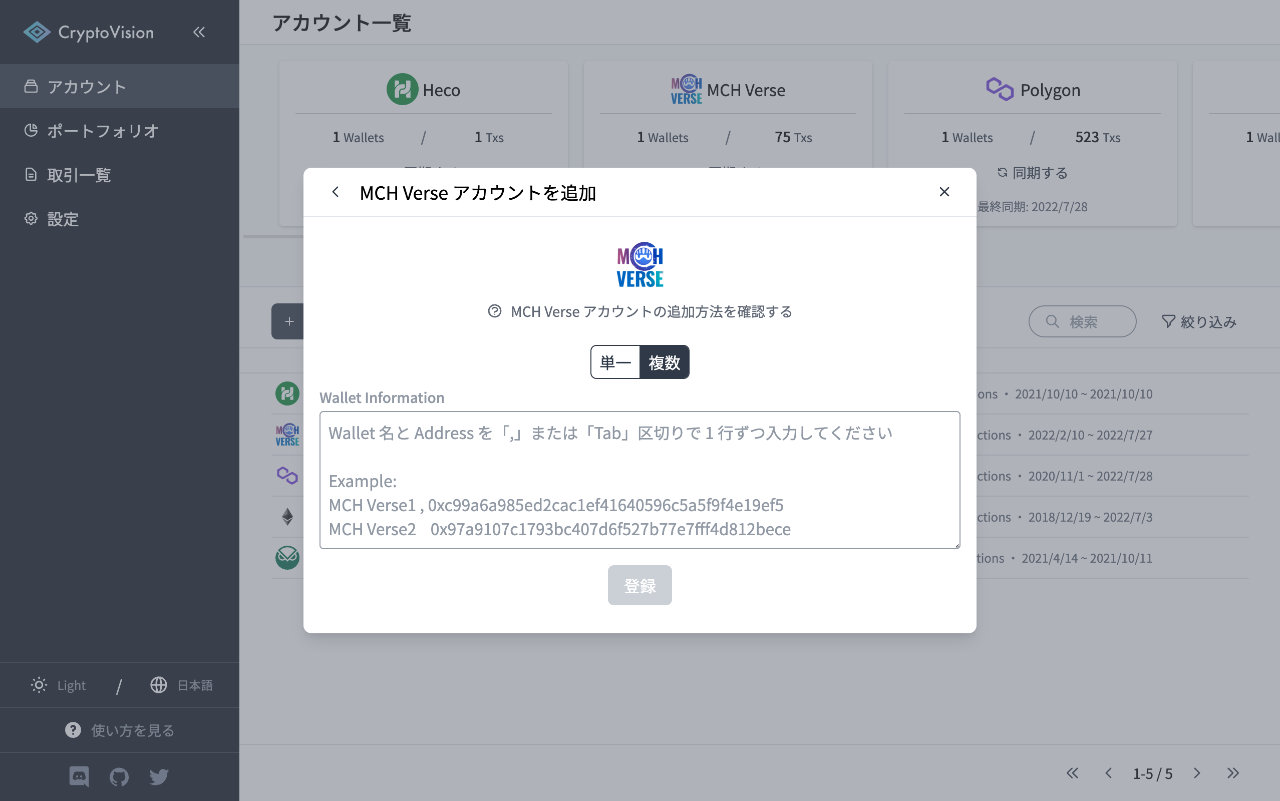 CryptoVision
アカウント
ポートフォリオ
取引一覧
設定
Light / 日本語
使い方を見る
アカウント一覧
Heco
1 Wallets / 1 Txs
MCH VERSE MCH Verse
1 Wallets / 75 Txs
Polygon
1 Wallets / 523 Txs
同期する
最終同期: 2022/7/28
1 Wall
MCH Verse アカウントを追加
MCH VERSE
MCH Verse アカウントの追加方法を確認する
単一 複数
Wallet Information
Wallet 名と Address を「,」または「Tab」区切りで 1 行ずつ入力してください
Example:
MCH Verse1 , 0xc99a6a985ed2cac1ef41640596c5a5f9f4e19ef5
MCH Verse2 0x97a9107c1793bc407d6f527b77e7fff4d812bece
登録
検索 絞り込み
ons・2021/10/10 ~ 2021/10/10
MCH VERSE ctions・2022/2/10 ~ 2022/7/27
ctions・2020/11/1 ~ 2022/7/28
ctions・2018/12/19 ~ 2022/7/3
tions・2021/4/14 ~ 2021/10/11
1-5 / 5